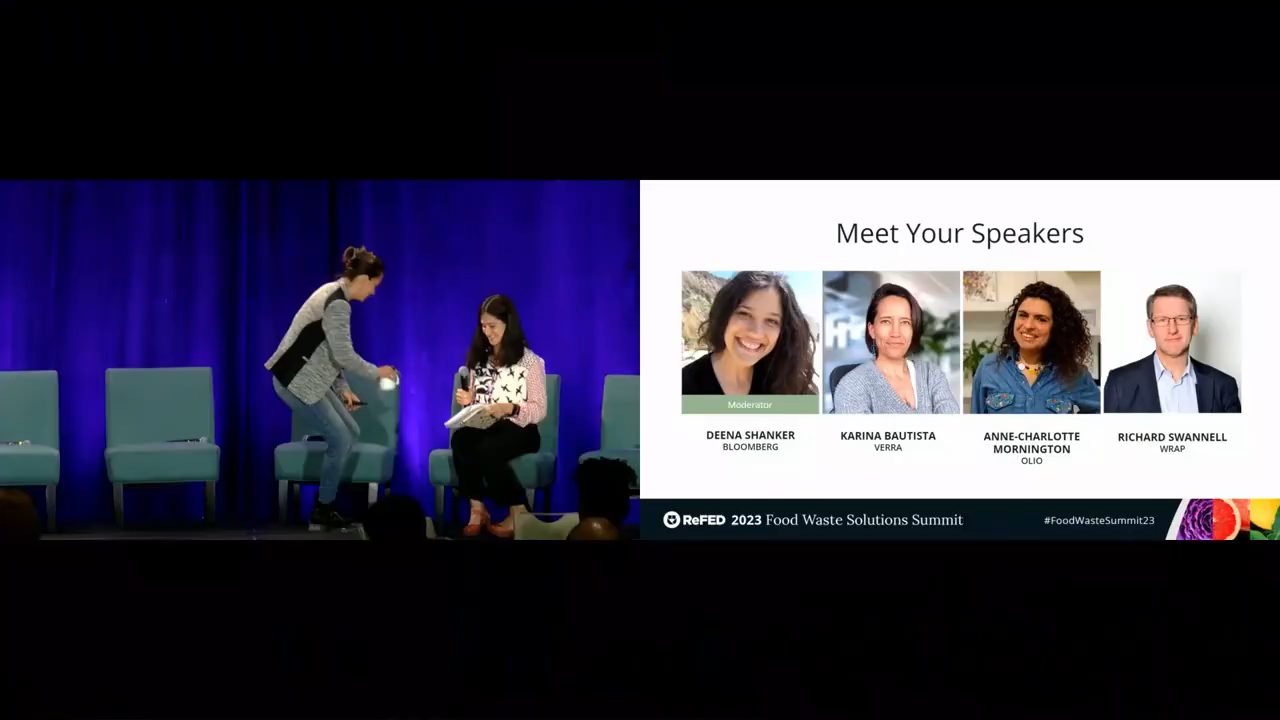 Meet Your Speakers
Moderator
DEENA SHANKER
BLOOMBERG
KARINA BAUTISTA
VERRA
ANNE-CHARLOTTE
MORNINGTON
OLIO
RICHARD SWANNELL
WRAP
ReFED 2023 Food Waste Solutions Summit
#FoodWasteSummit23